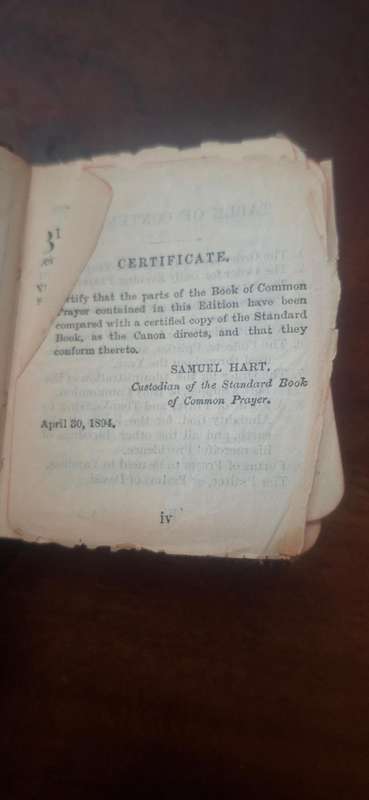 CERTIFICATE.
tify that the parts of the Book of Common
Prayer contained in this Edition have been
compared with a certified copy of the Standard
Book, as the Canon directs, and that they
conform thereto.
SAMUEL HART,
Custodian of the Standard Book
of Common Prayer.
April 30, 1894.
iv